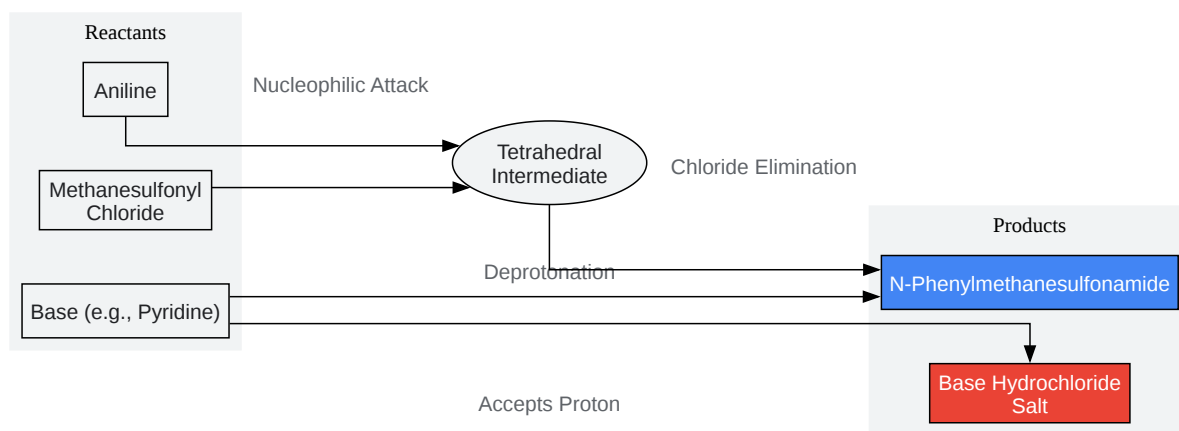 Reactants
Aniline
Nucleophilic Attack
Tetrahedral
Intermediate
Chloride Elimination
Methanesulfonyl
Chloride
Products
Deprotonation
N-Phenylmethanesulfonamide
Base (e.g., Pyridine)
Base Hydrochloride
Salt
Accepts Proton